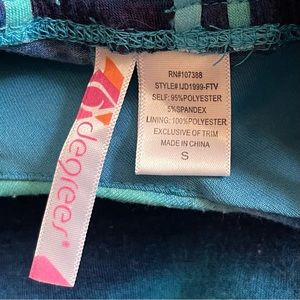 degrees®
RN#107388
STYLE# IJD1999-FTV
SELF: 95%POLYESTER
5%SPANDEX
LINING: 100%POLYESTER
EXCLUSIVE OF TRIM
MADE IN CHINA
S